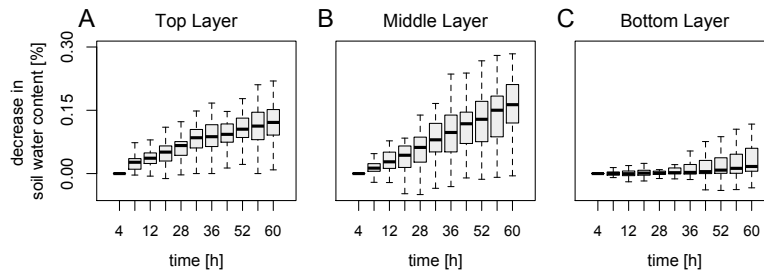 A Top Layer
B Middle Layer
C Bottom Layer
decrease in
soil water content [%]
0.30
0.15
0.00
4 12 28 36 52 60
4 12 28 36 52 60
4 12 28 36 52 60
time [h]
time [h]
time [h]